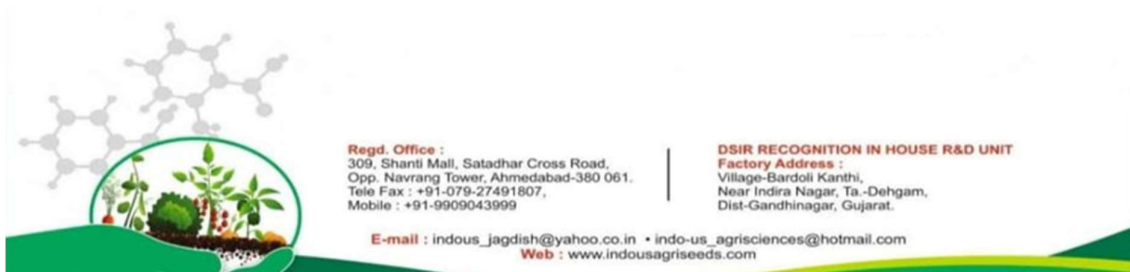 Regd. Office :
309, Shanti Mall, Satadhar Cross Road,
Opp. Navrang Tower, Ahmedabad-380 061.
Tele Fax : +91-079-27491807,
Mobile : +91-9909043999
DSIR RECOGNITION IN HOUSE R&D UNIT
Factory Address :
Village-Bardoli Kanthi,
Near Indira Nagar, Ta.-Dehgam,
Dist-Gandhinagar, Gujarat.
E-mail : indous_jagdish@yahoo.co.in • indo-us_agrisciences@hotmail.com
Web : www.indousagriseeds.com